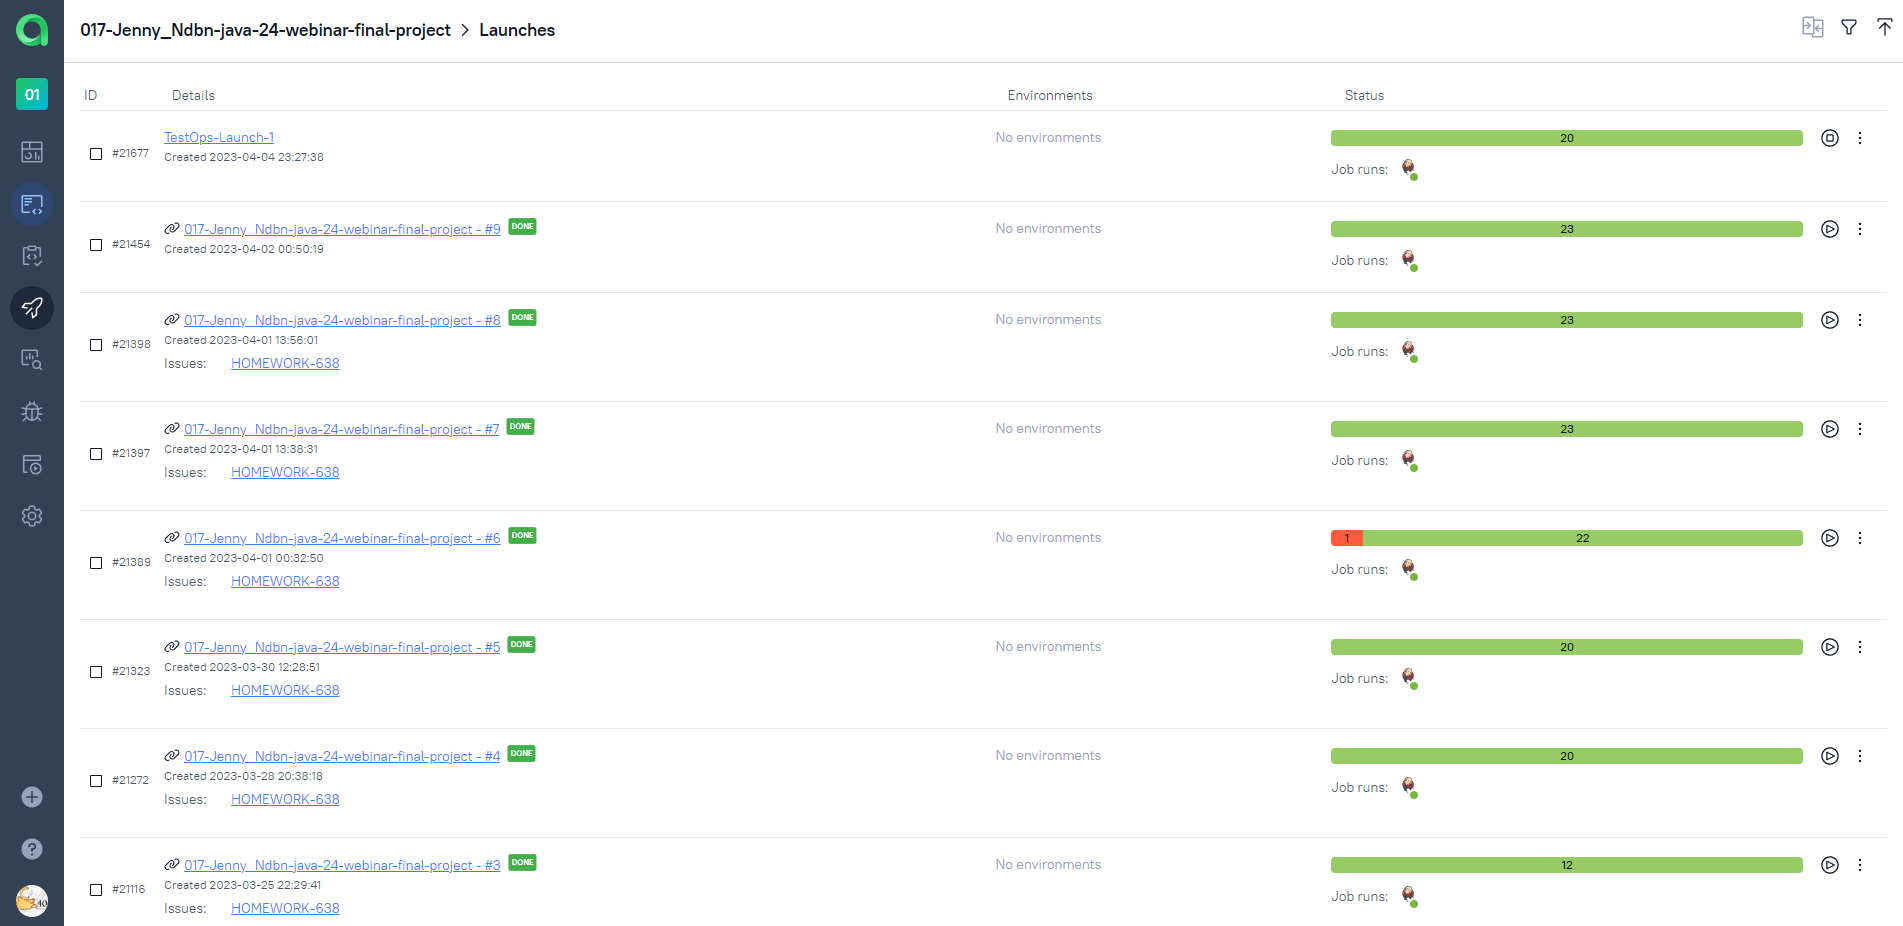 017-Jenny_Ndbn-java-24-webinar-final-project > Launches
01
ID Details Environments Status
TestOps-Launch-1 No environments 20
#21677
Created 2023-04-04 23:27:38
Job runs:
017-Jenny_Ndbn-java-24-webinar-final-project - #9 DONE No environments 23
#21454
Created 2023-04-02 00:50:19
Job runs:
017-Jenny_Ndbn-java-24-webinar-final-project - #8 DONE No environments 23
#21398
Created 2023-04-01 13:56:01
Job runs:
Issues: HOMEWORK-638
017-Jenny_Ndbn-java-24-webinar-final-project - #7 DONE No environments 23
#21397
Created 2023-04-01 13:38:31
Job runs:
Issues: HOMEWORK-638
017-Jenny_Ndbn-java-24-webinar-final-project - #6 DONE No environments 1 22
#21389
Created 2023-04-01 00:32:50
Job runs:
Issues: HOMEWORK-638
017-Jenny_Ndbn-java-24-webinar-final-project - #5 DONE No environments 20
#21323
Created 2023-03-30 12:28:51
Job runs:
Issues: HOMEWORK-638
017-Jenny_Ndbn-java-24-webinar-final-project - #4 DONE No environments 20
#21272
Created 2023-03-28 20:38:18
Job runs:
Issues: HOMEWORK-638
017-Jenny_Ndbn-java-24-webinar-final-project - #3 DONE No environments 12
#21116
Created 2023-03-25 22:29:41
Job runs:
Issues: HOMEWORK-638